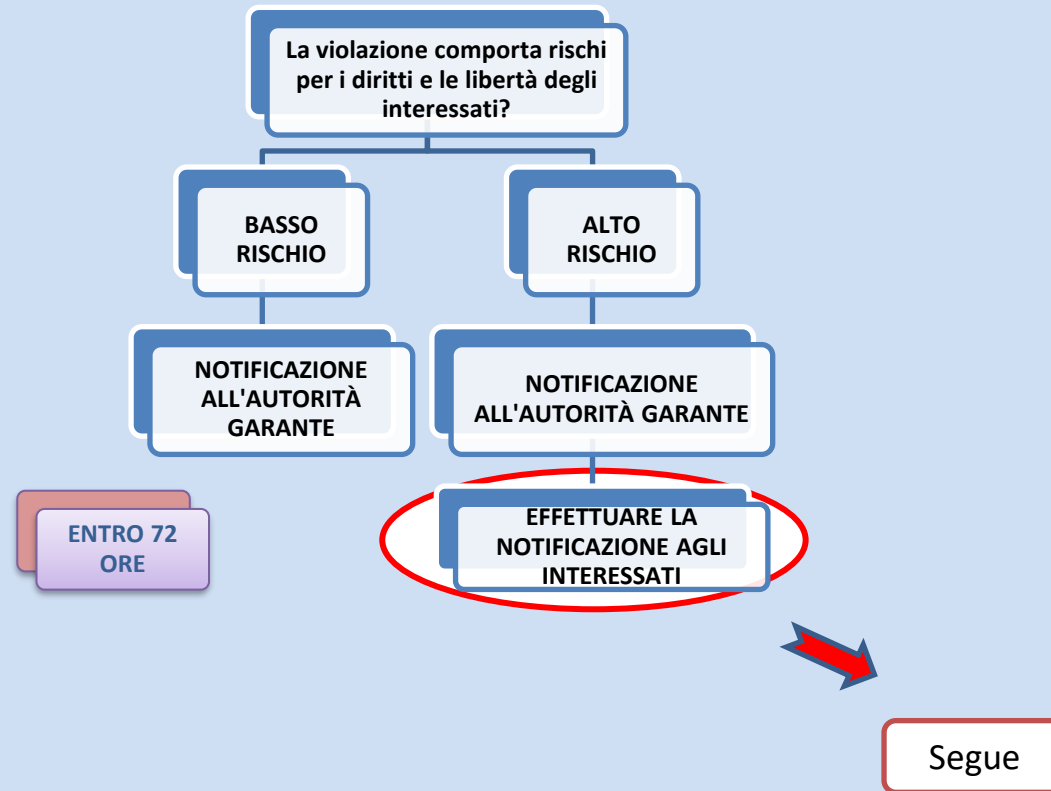 La violazione comporta rischi
per i diritti e le libertà degli
interessati?
BASSO
RISCHIO
ALTO
RISCHIO
NOTIFICAZIONE
ALL'AUTORITÀ
GARANTE
NOTIFICAZIONE
ALL'AUTORITÀ GARANTE
ENTRO 72
ORE
EFFETTUARE LA
NOTIFICAZIONE AGLI
INTERESSATI
Segue